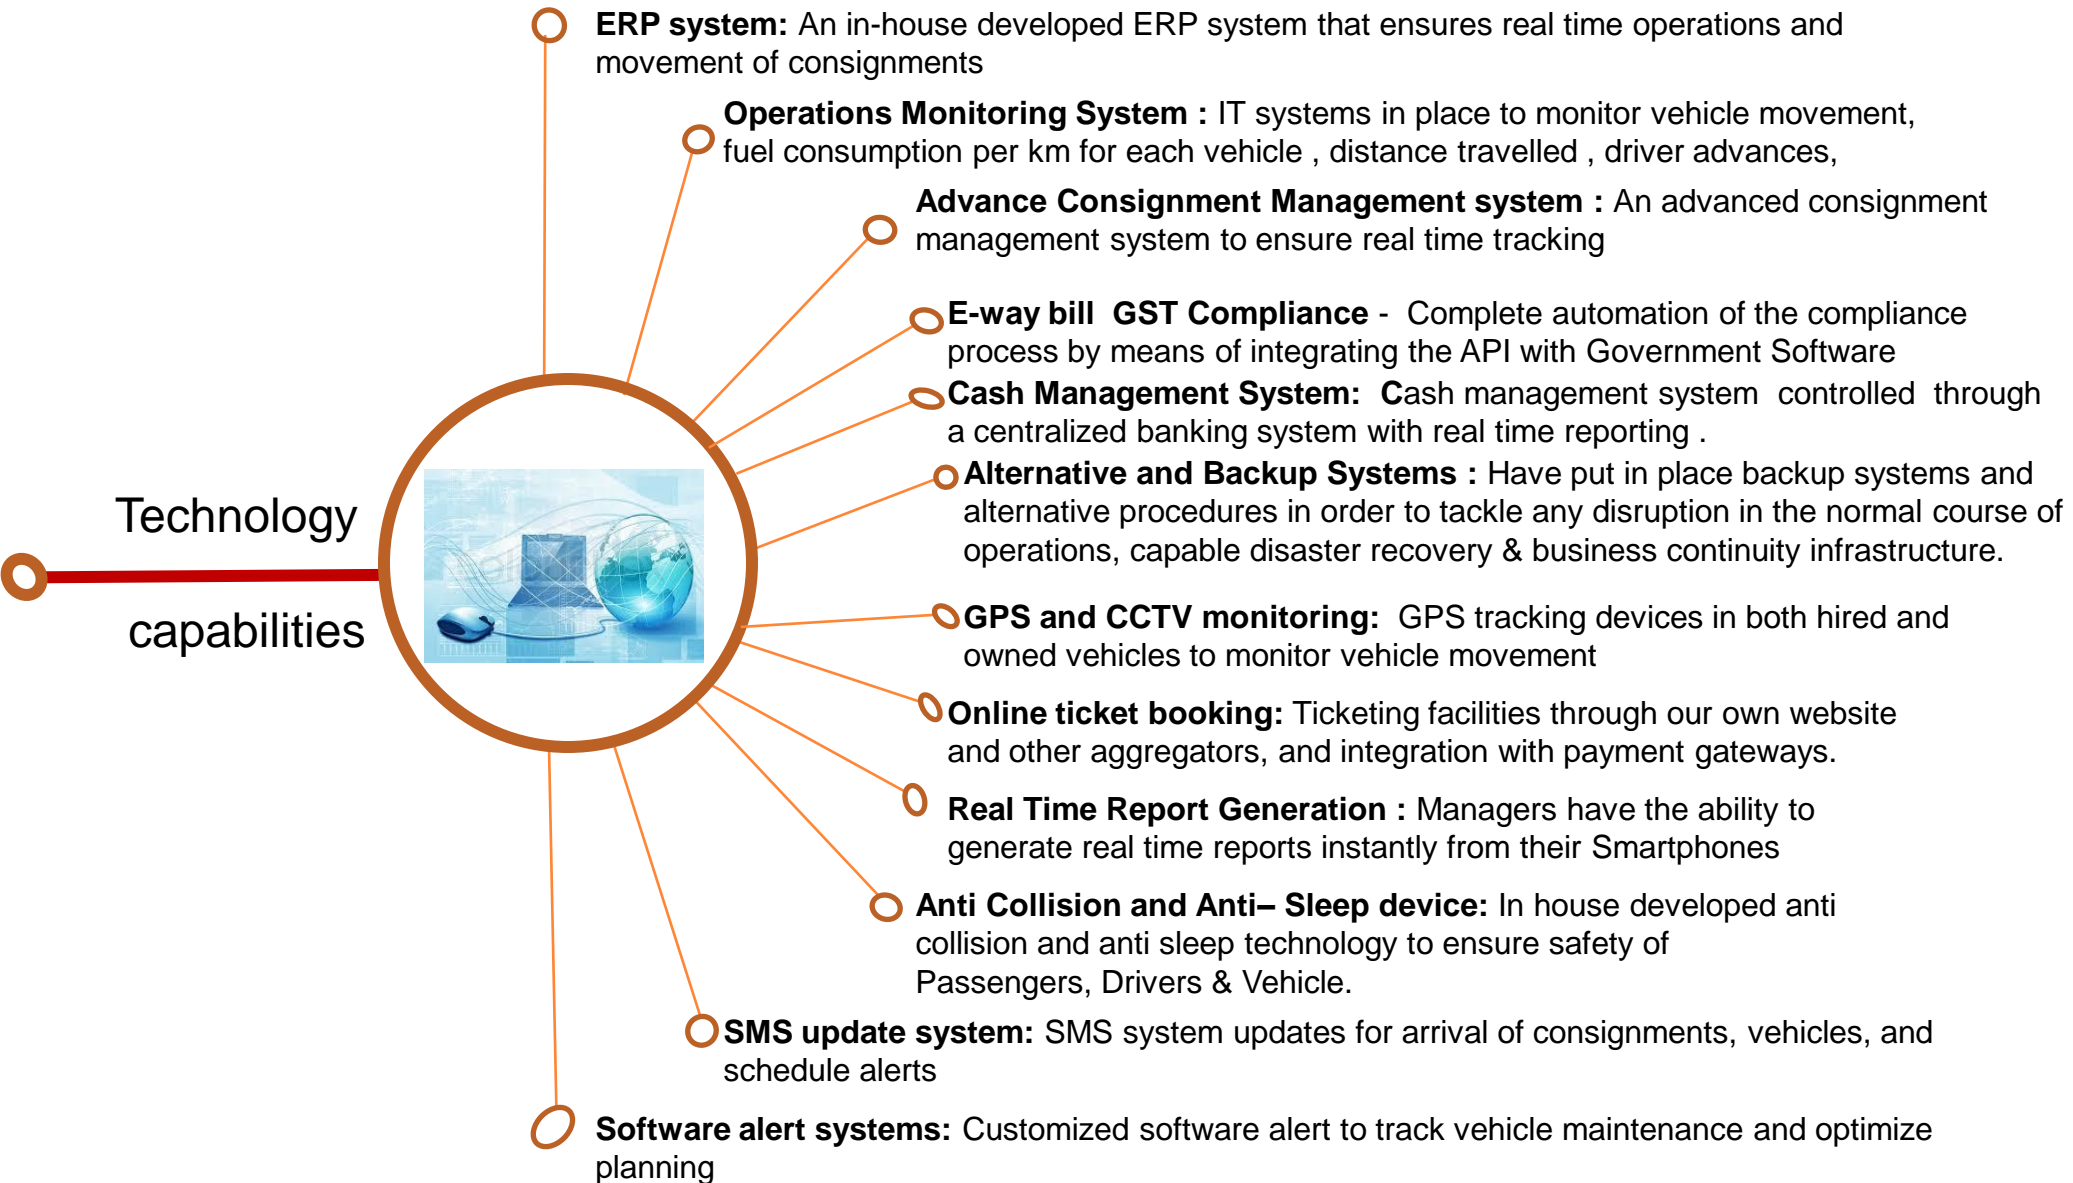 ERP system: An in-house developed ERP system that ensures real time operations and
movement of consignments
Operations Monitoring System : IT systems in place to monitor vehicle movement,
fuel consumption per km for each vehicle , distance travelled , driver advances,
Advance Consignment Management system : An advanced consignment
management system to ensure real time tracking
E-way bill  GST Compliance -  Complete automation of the compliance
process by means of integrating the API with Government Software
Cash Management System:  Cash management system  controlled  through
a centralized banking system with real time reporting .
Alternative and Backup Systems : Have put in place backup systems and
alternative procedures in order to tackle any disruption in the normal course of
operations, capable disaster recovery & business continuity infrastructure.
Technology
capabilities
GPS and CCTV monitoring:  GPS tracking devices in both hired and
owned vehicles to monitor vehicle movement
Online ticket booking: Ticketing facilities through our own website
and other aggregators, and integration with payment gateways.
Real Time Report Generation : Managers have the ability to
generate real time reports instantly from their Smartphones
Anti Collision and Anti– Sleep device: In house developed anti
collision and anti sleep technology to ensure safety of
Passengers, Drivers & Vehicle.
SMS update system: SMS system updates for arrival of consignments, vehicles, and
schedule alerts
Software alert systems: Customized software alert to track vehicle maintenance and optimize
planning